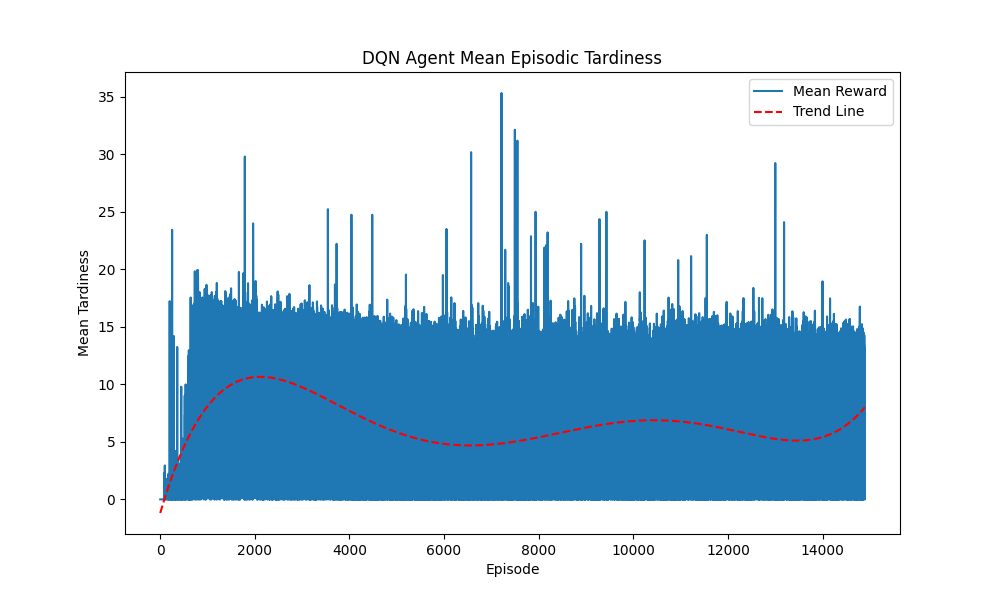 DQN Agent Mean Episodic Tardiness
Mean Reward
Trend Line
35
30
25
20
15
10
5
0
Mean Tardiness
0 2000 4000 6000 8000 10000 12000 14000
Episode